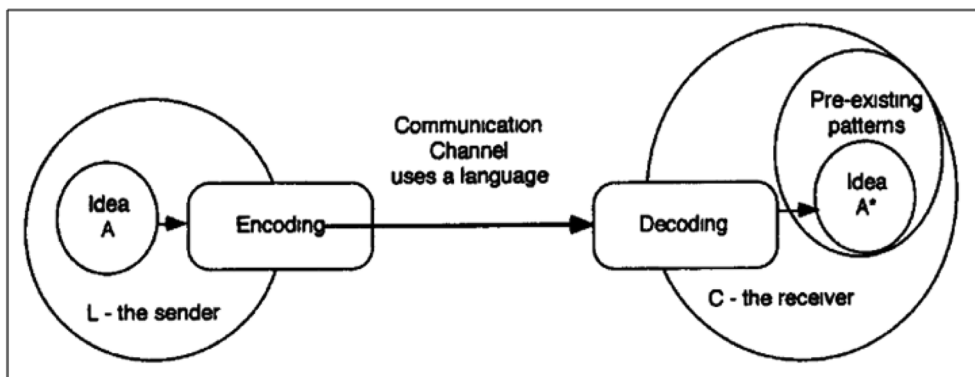 Idea
A
Encoding
L - the sender
Communication
Channel
uses a language
Decoding
Pre-existing
patterns
Idea
A*
C - the receiver